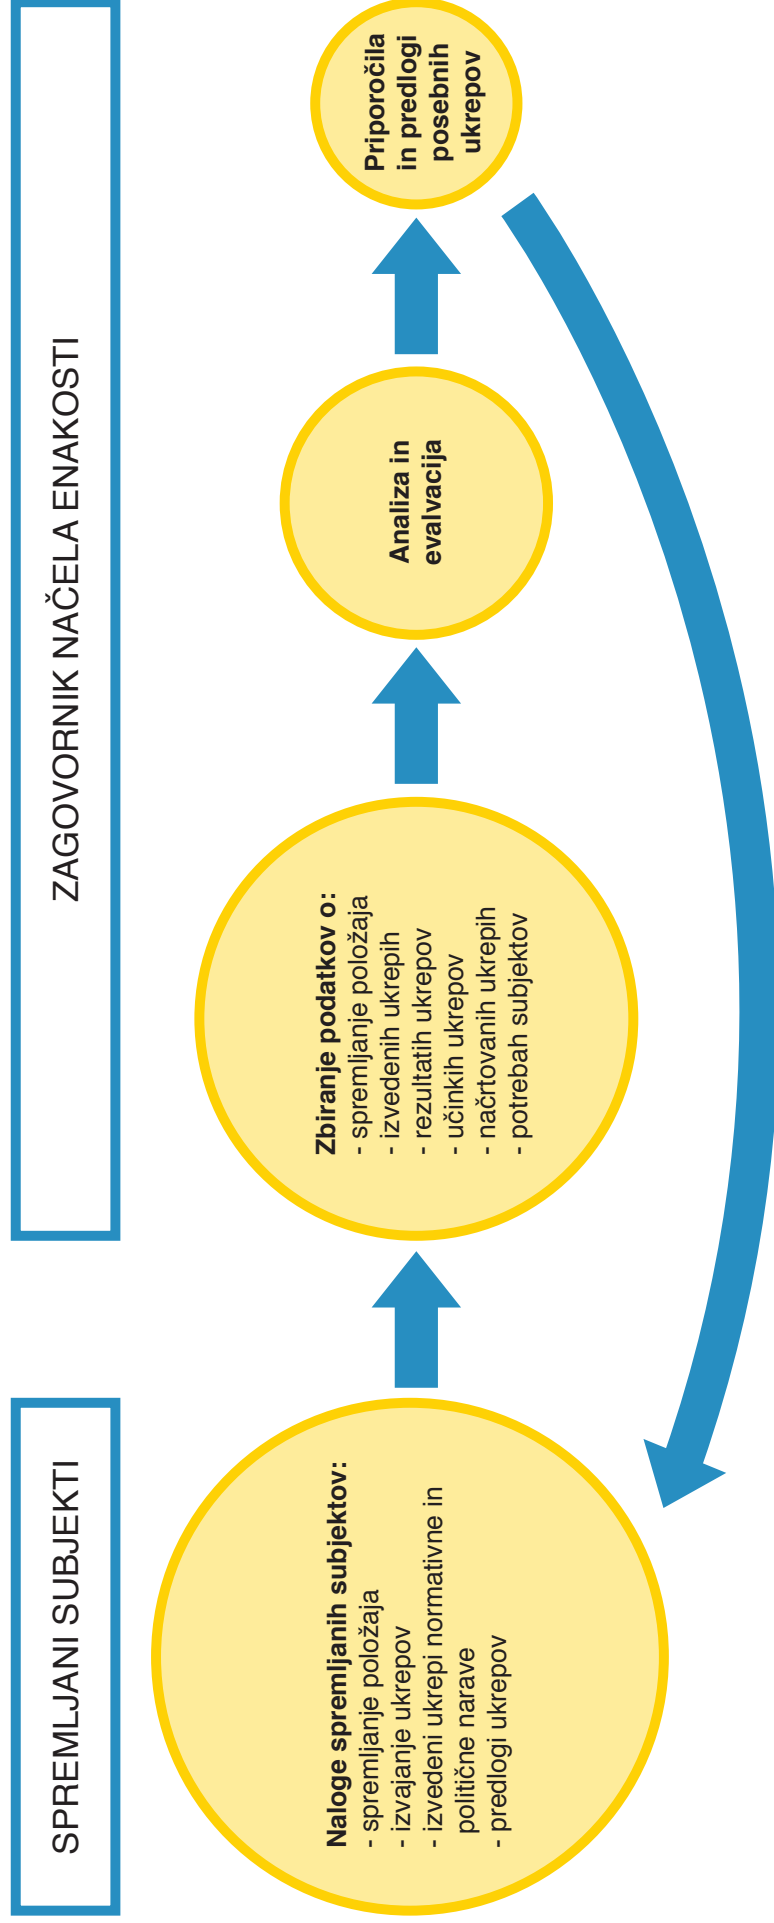 SPREMLJANI SUBJEKTI
ZAGOVORNIK NAČELA ENAKOSTI
Naloge spremljanih subjektov:
- spremljanje položaja
- izvajanje ukrepov
- izvedeni ukrepi normativne in
politične narave
- predlogi ukrepov
Zbiranje podatkov o:
- spremljanje položaja
- izvedenih ukrepih
- rezultatih ukrepov
- učinkih ukrepov
- načrtovanih ukrepih
- potrebah subjektov
Analiza in
evalvacija
Priporočila
in predlogi
posebnih
ukrepov